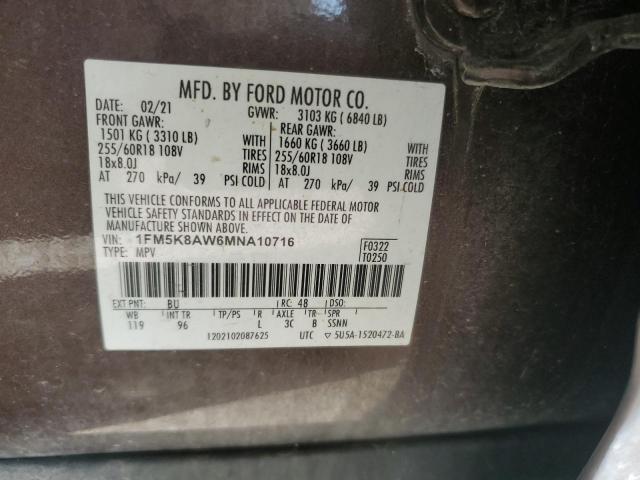 MFD. BY FORD MOTOR CO.
DATE: 02/21 GVWR: 3103 KG ( 6840 LB)
FRONT GAWR: REAR GAWR:
1501 KG ( 3310 LB) WITH 1660 KG ( 3660 LB) WITH
255/60R18 108V TIRES 255/60R18 108V TIRES
18x8.0J RIMS 18x8.0J RIMS
AT 270 kPa/ 39 PSI COLD AT 270 kPa/ 39 PSI COLD
THIS VEHICLE CONFORMS TO ALL APPLICABLE FEDERAL MOTOR
VEHICLE SAFETY STANDARDS IN EFFECT ON THE DATE OF
MANUFACTURE SHOWN ABOVE.
VIN: 1FM5K8AW6MNA10716 F0322
TYPE: MPV T0250
EXT PNT: BU RC: 48 DSO:
WB INT TR TP/PS R AXLE TR SPR
119 96 L 3C B SSNN
1202102087625 UTC ▽ 5U5A-1520472-BA